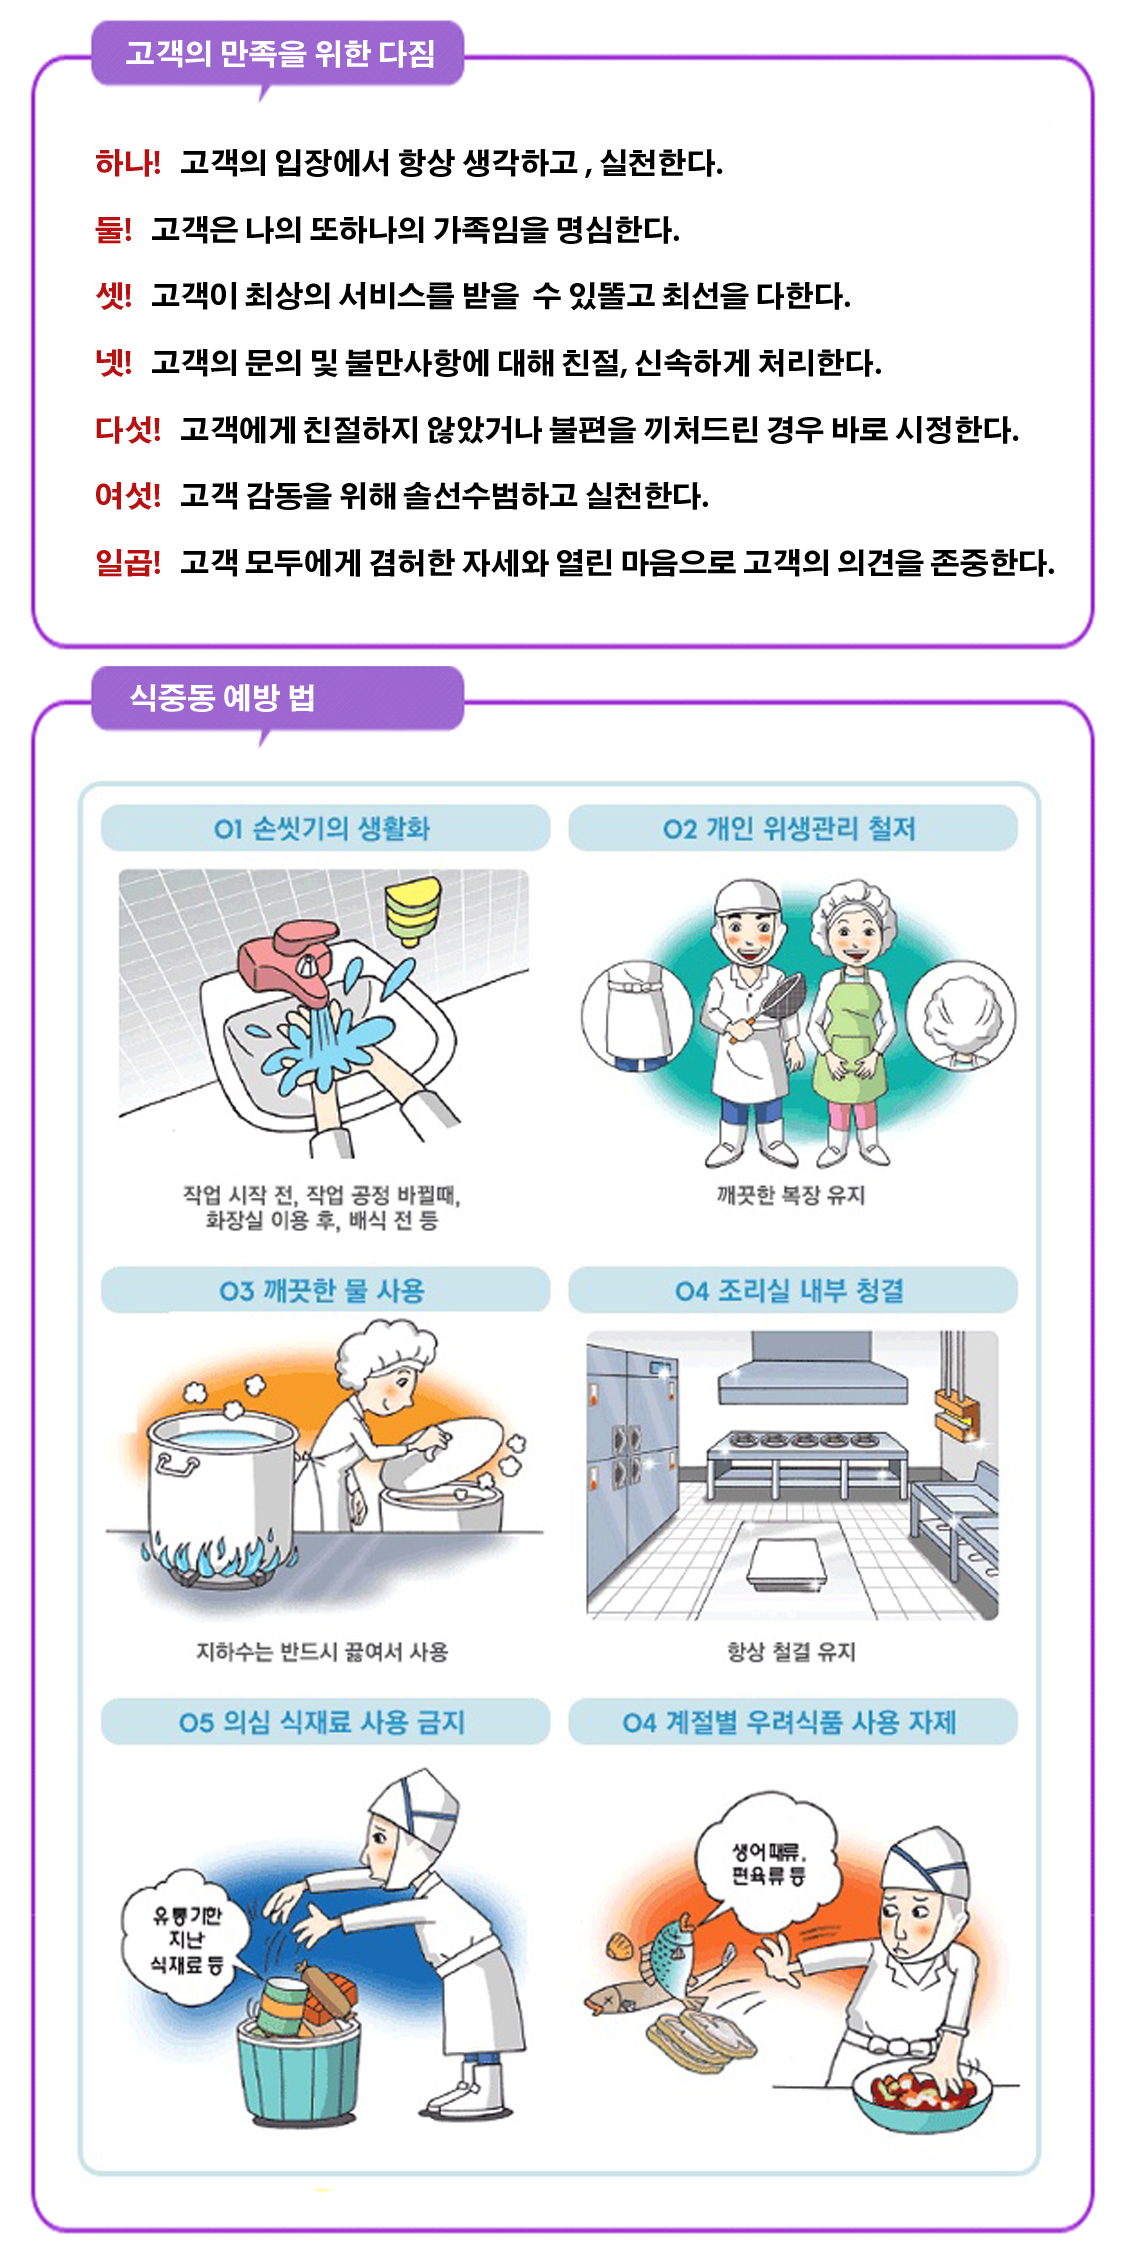 고객의 만족을 위한 다짐
하나! 고객의 입장에서 항상 생각하고 , 실천한다.
둘! 고객은 나의 또하나의 가족임을 명심한다.
셋! 고객이 최상의 서비스를 받을 수 있똘고 최선을 다한다.
넷! 고객의 문의 및 불만사항에 대해 친절, 신속하게 처리한다.
다섯! 고객에게 친절하지 않았거나 불편을 끼처드린 경우 바로 시정한다.
여섯! 고객 감동을 위해 솔선수범하고 실천한다.
일곱! 고객 모두에게 겸허한 자세와 열린 마음으로 고객의 의견을 존중한다.
식중동 예방 법
01 손씻기의 생활화
02 개인 위생관리 철저
작업 시작 전, 작업 공정 바뀔때,
화장실 이용 후, 배식 전 등
깨끗한 복장 유지
03 깨끗한 물 사용
04 조리실 내부 청결
지하수는 반드시 끓여서 사용
항상 철결 유지
05 의심 식재료 사용 금지
04 계절별 우려식품 사용 자제
유통기한
지난
식재료 등
생어패류,
편육류 등